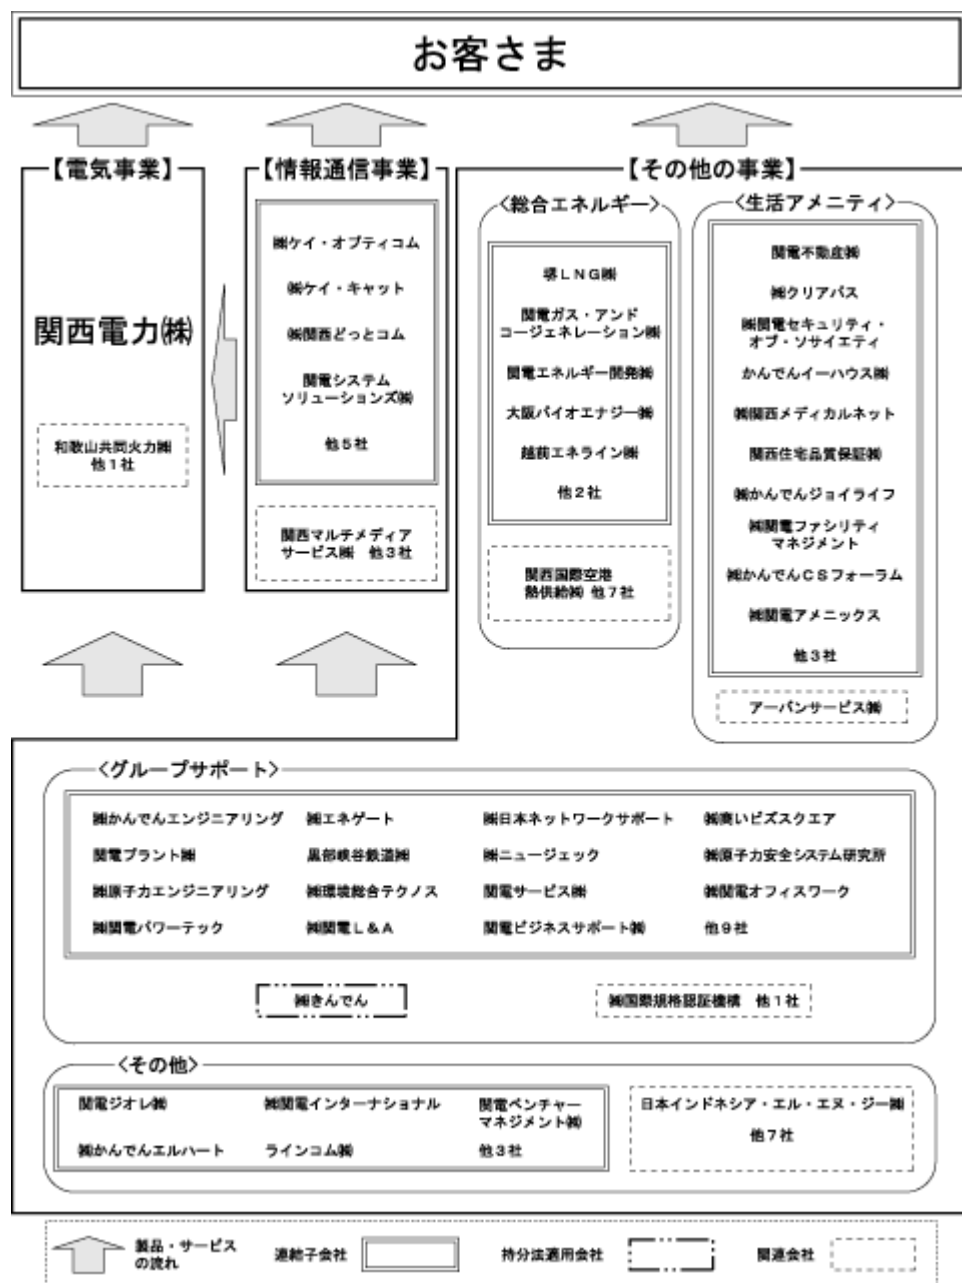 お客さま
【電気事業】
関西電力㈱
和歌山共同火力㈱
他1社
【情報通信事業】
㈱ケイ・オプティコム
㈱ケイ・キャット
㈱関西どっとコム
関電システム
ソリューションズ㈱
他5社
関西マルチメディア
サービス㈱ 他3社
【その他の事業】
〈総合エネルギー〉
堺LNG㈱
関電ガス・アンド
コージェネレーション㈱
関電エネルギー開発㈱
大阪バイオエナジー㈱
越前エネライン㈱
他2社
関西国際空港
熱供給㈱ 他7社
〈生活アメニティ〉
関電不動産㈱
㈱クリアパス
㈱関電セキュリティ・
オブ・ソサイエティ
かんでんイーハウス㈱
㈱関西メディカルネット
関西住宅品質保証㈱
㈱かんでんジョイライフ
㈱関電ファシリティ
マネジメント
㈱かんでんCSフォーラム
㈱関電アメニックス
他3社
アーバンサービス㈱
〈グループサポート〉
㈱かんでんエンジニアリング ㈱エネゲート ㈱日本ネットワークサポート ㈱商いビズスクエア
関電プラント㈱ 黒部峡谷鉄道㈱ ㈱ニュージェック ㈱原子力安全システム研究所
㈱原子力エンジニアリング ㈱環境総合テクノス 関電サービス㈱ ㈱関電オフィスワーク
㈱関電パワーテック ㈱関電L&A 関電ビジネスサポート㈱ 他9社
㈱きんでん ㈱国際規格認証機構 他1社
〈その他〉
関電ジオレ㈱ ㈱関電インターナショナル 関電ベンチャー
マネジメント㈱
㈱かんでんエルハート ラインコム㈱ 他3社
日本インドネシア・エル・エヌ・ジー㈱
他7社
製品・サービス
の流れ
連結子会社 持分法適用会社 関連会社